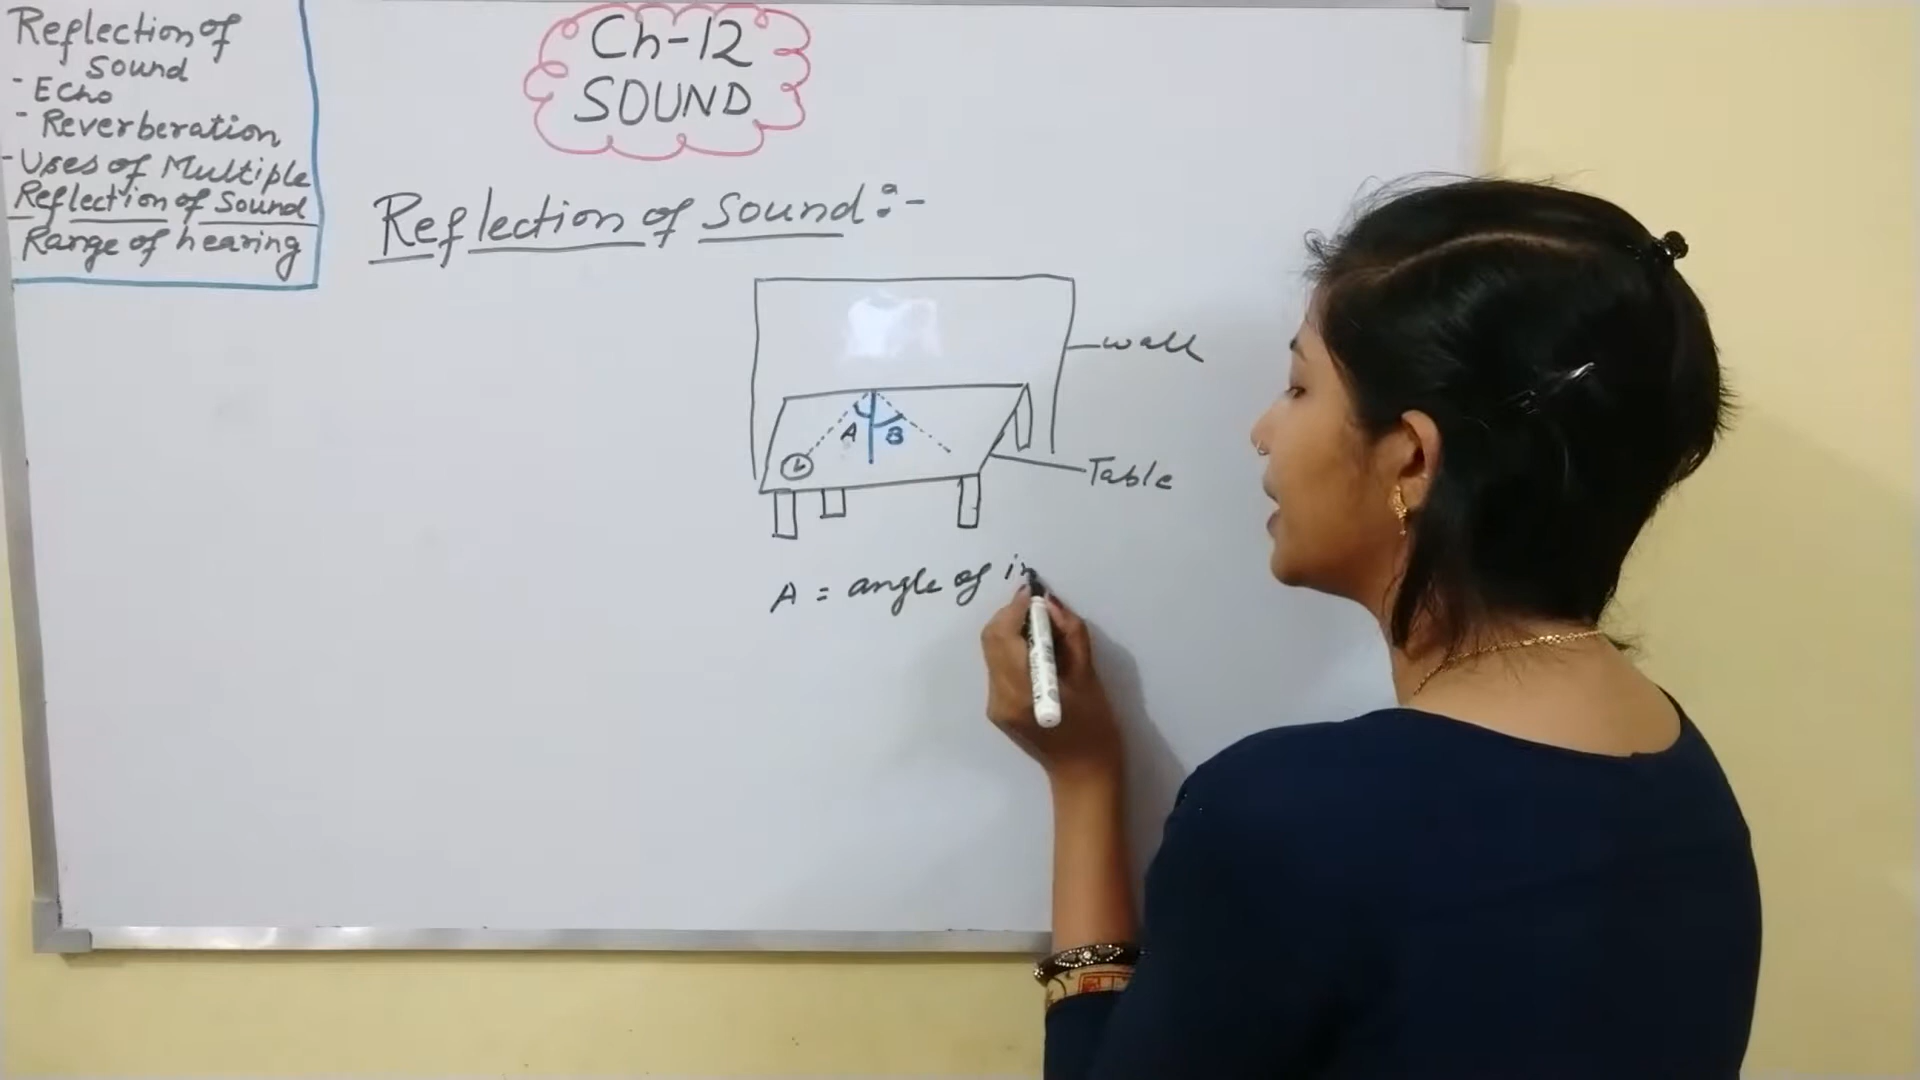 Reflection of
Sound
- Echo
- Reverberation
- Uses of Multiple
Reflection of Sound
Range of hearing
Ch-12
SOUND
Reflection of Sound:-
wall
A
B
Table
A = angle of in